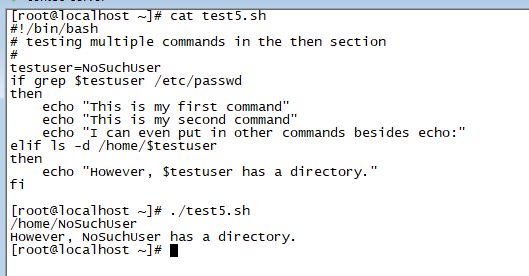 [root@localhost ~]# cat test5.sh
#!/bin/bash
# testing multiple commands in the then section
#
testuser=NoSuchUser
if grep $testuser /etc/passwd
then
    echo "This is my first command"
    echo "This is my second command"
    echo "I can even put in other commands besides echo:"
elif ls -d /home/$testuser
then
    echo "However, $testuser has a directory."
fi
[root@localhost ~]# ./test5.sh
/home/NoSuchUser
However, NoSuchUser has a directory.
[root@localhost ~]#